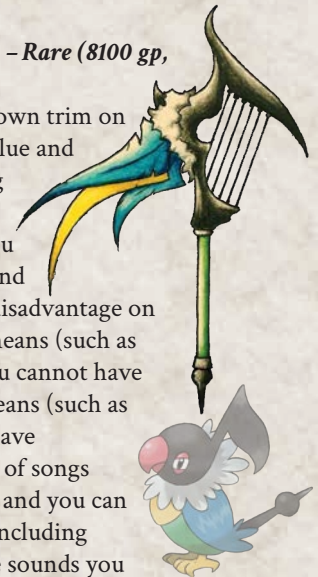 – Rare (8100 gp,
own trim on
lue and
g
u
nd
isadvantage on
neans (such as
u cannot have
eans (such as
ave
of songs
and you can
ncluding
e sounds you